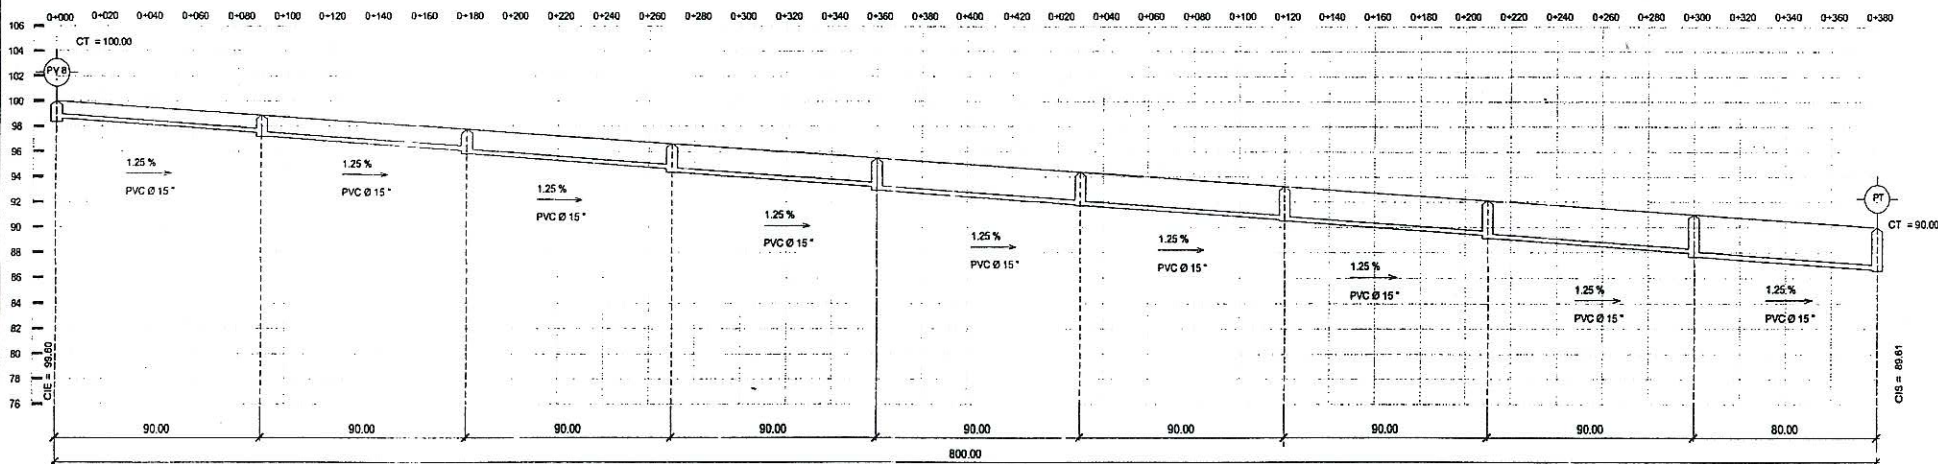 0+000 0+020 0+040 0+060 0+080 0+100 0+120 0+140 0+160 0+180 0+200 0+220 0+240 0+260 0+280 0+300 0+320 0+340 0+360 0+380 0+400 0+420 0+020 0+040 0+060 0+080 0+100 0+120 0+140 0+160 0+180 0+200 0+220 0+240 0+260 0+280 0+300 0+320 0+340 0+360 0+380
106
CT = 100.00
104
PV 8
102
100
98
96
94
92
90
88
86
84
82
80
78
76
1.25 %
PVC Ø 15 "
1.25 %
PVC Ø 15 "
1.25 %
PVC Ø 15 "
1.25 %
PVC Ø 15 "
1.25 %
PVC Ø 15 "
1.25 %
PVC Ø 15 "
1.25 %
PVC Ø 15 "
1.25 %
PVC Ø 15 "
1.25 %
PVC Ø 15 "
PT
CT = 90.00
CIE = 99.60
CIS = 89.61
90.00 90.00 90.00 90.00 90.00 90.00 90.00 90.00 80.00
800.00